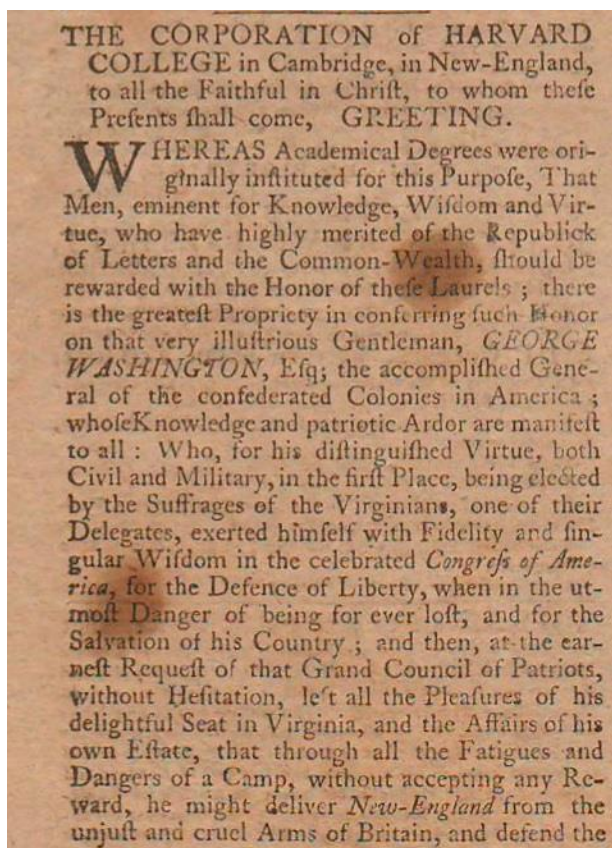 THE CORPORATION of HARVARD
COLLEGE in Cambridge, in New-England,
to all the Faithful in Chriſt, to whom theſe
Preſents ſhall come, GREETING.
WHEREAS Academical Degrees were ori-
ginally inſtituted for this Purpoſe, That
Men, eminent for Knowledge, Wiſdom and Vir-
tue, who have highly merited of the Republick
of Letters and the Common-Wealth, ſhould be
rewarded with the Honor of theſe Laurels ; there
is the greateſt Propriety in conferring ſuch Honor
on that very illuſtrious Gentleman, GEORGE
WASHINGTON, Eſq; the accompliſhed Gene-
ral of the confederated Colonies in America ;
whoſeKnowledge and patriotic Ardor are manifeſt
to all : Who, for his diſtinguiſhed Virtue, both
Civil and Military, in the firſt Place, being elected
by the Suffrages of the Virginians, one of their
Delegates, exerted himſelf with Fidelity and ſin-
gular Wiſdom in the celebrated Congreſs of Ame-
rica, for the Defence of Liberty, when in the ut-
moſt Danger of being for ever loſt, and for the
Salvation of his Country ; and then, at the ear-
neſt Requeſt of that Grand Council of Patriots,
without Heſitation, left all the Pleaſures of his
delightful Seat in Virginia, and the Affairs of his
own Eſtate, that through all the Fatigues and
Dangers of a Camp, without accepting any Re-
ward, he might deliver New-England from the
unjuſt and cruel Arms of Britain, and defend the